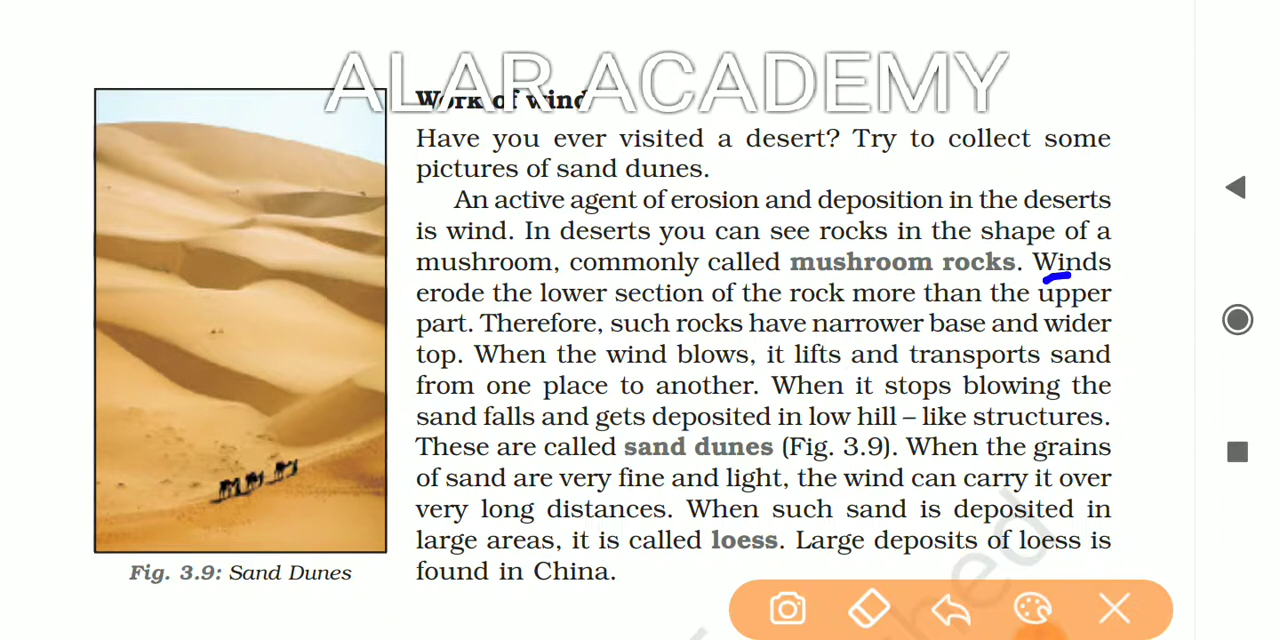 ALAR ACADEMY
Work of wind
Have you ever visited a desert? Try to collect some
pictures of sand dunes.
An active agent of erosion and deposition in the deserts
is wind. In deserts you can see rocks in the shape of a
mushroom, commonly called mushroom rocks. Winds
erode the lower section of the rock more than the upper
part. Therefore, such rocks have narrower base and wider
top. When the wind blows, it lifts and transports sand
from one place to another. When it stops blowing the
sand falls and gets deposited in low hill – like structures.
These are called sand dunes (Fig. 3.9). When the grains
of sand are very fine and light, the wind can carry it over
very long distances. When such sand is deposited in
large areas, it is called loess. Large deposits of loess is
found in China.
Fig. 3.9: Sand Dunes